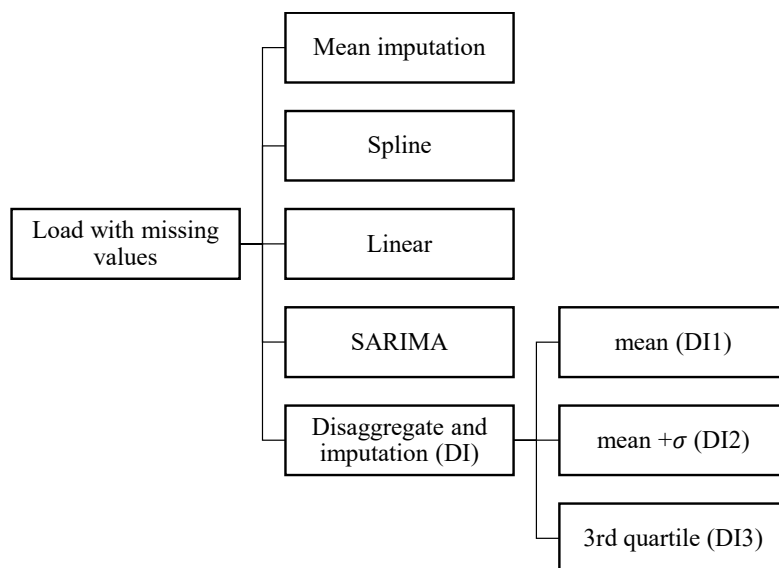 Mean imputation
Spline
Load with missing
values
Linear
SARIMA
mean (DI1)
Disaggregate and
imputation (DI)
mean +σ (DI2)
3rd quartile (DI3)